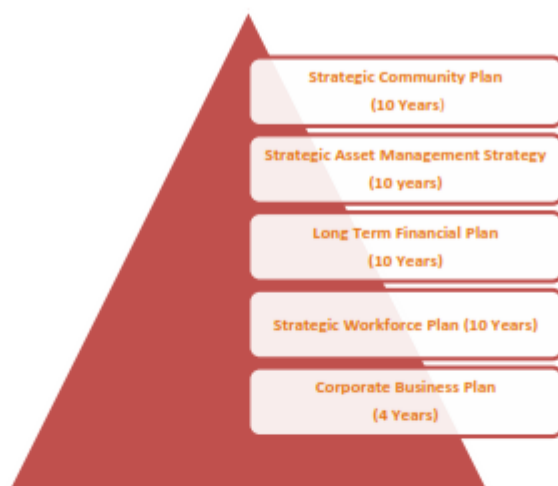 Strategic Community Plan
(10 Years)
Strategic Asset Management Strategy
(10 years)
Long Term Financial Plan
(10 Years)
Strategic Workforce Plan (10 Years)
Corporate Business Plan
(4 Years)